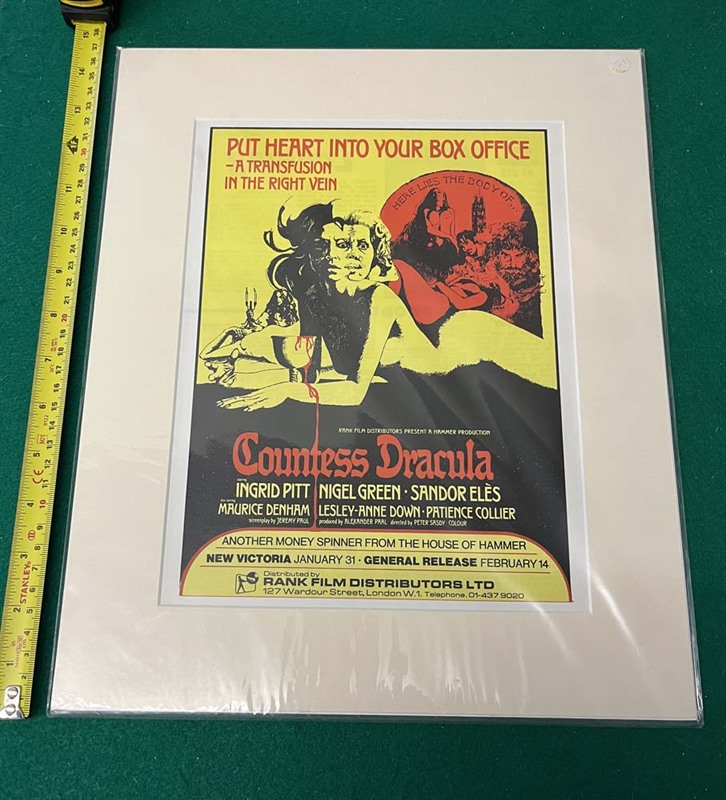 PUT HEART INTO YOUR BOX OFFICE
–A TRANSFUSION
IN THE RIGHT VEIN
HERE LIES THE BODY OF...
RANK FILM DISTRIBUTORS PRESENT A HAMMER PRODUCTION
Countess Dracula
starring
INGRID PITT · NIGEL GREEN · SANDOR ELÈS
also starring
MAURICE DENHAM · LESLEY-ANNE DOWN · PATIENCE COLLIER
screenplay by JEREMY PAUL produced by ALEXANDER PAAL directed by PETER SASDY COLOUR
ANOTHER MONEY SPINNER FROM THE HOUSE OF HAMMER
NEW VICTORIA JANUARY 31 · GENERAL RELEASE FEBRUARY 14
Distributed by
RANK FILM DISTRIBUTORS LTD
127 Wardour Street, London W.1. Telephone. 01-437 9020
STANLEY
CE